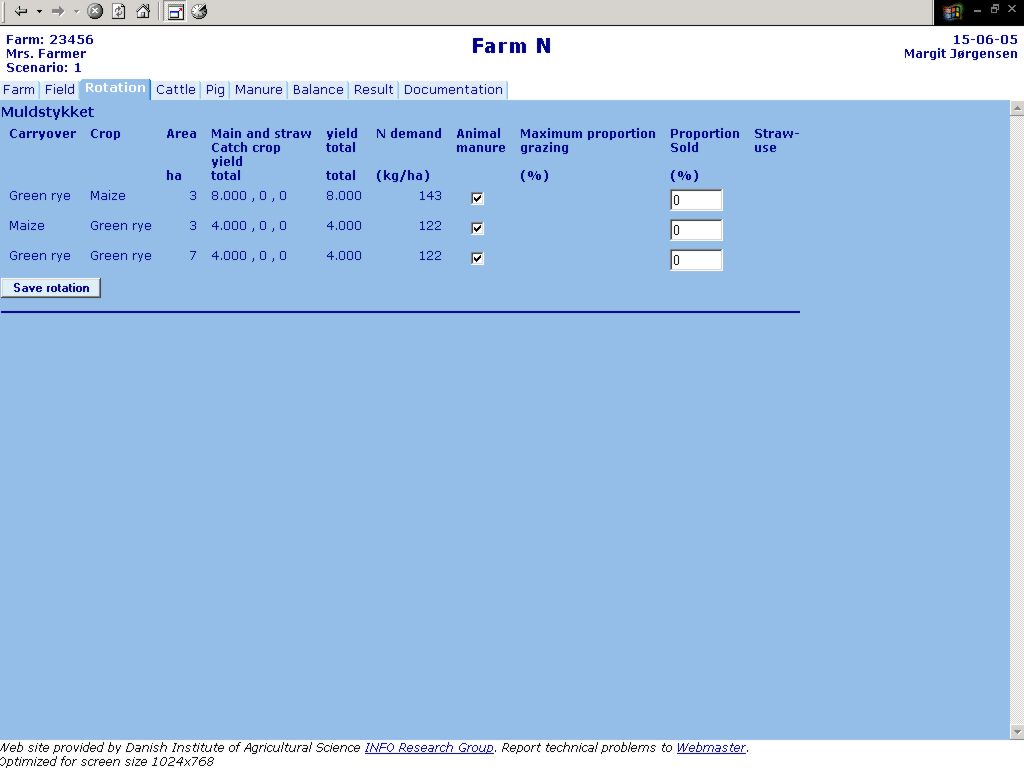 Farm: 23456
Mrs. Farmer
Scenario: 1
Farm N
15-06-05
Margit Jørgensen
Farm Field Rotation Cattle Pig Manure Balance Result Documentation
Muldstykket
Carryover Crop Area Main and straw yield N demand Animal Maximum proportion Proportion Straw-
Catch crop total manure grazing Sold use
yield
ha total total (kg/ha) (%) (%)
Green rye Maize 3 8.000 , 0 , 0 8.000 143 0
Maize Green rye 3 4.000 , 0 , 0 4.000 122 0
Green rye Green rye 7 4.000 , 0 , 0 4.000 122 0
Save rotation
Web site provided by Danish Institute of Agricultural Science INFO Research Group. Report technical problems to Webmaster.
Optimized for screen size 1024x768